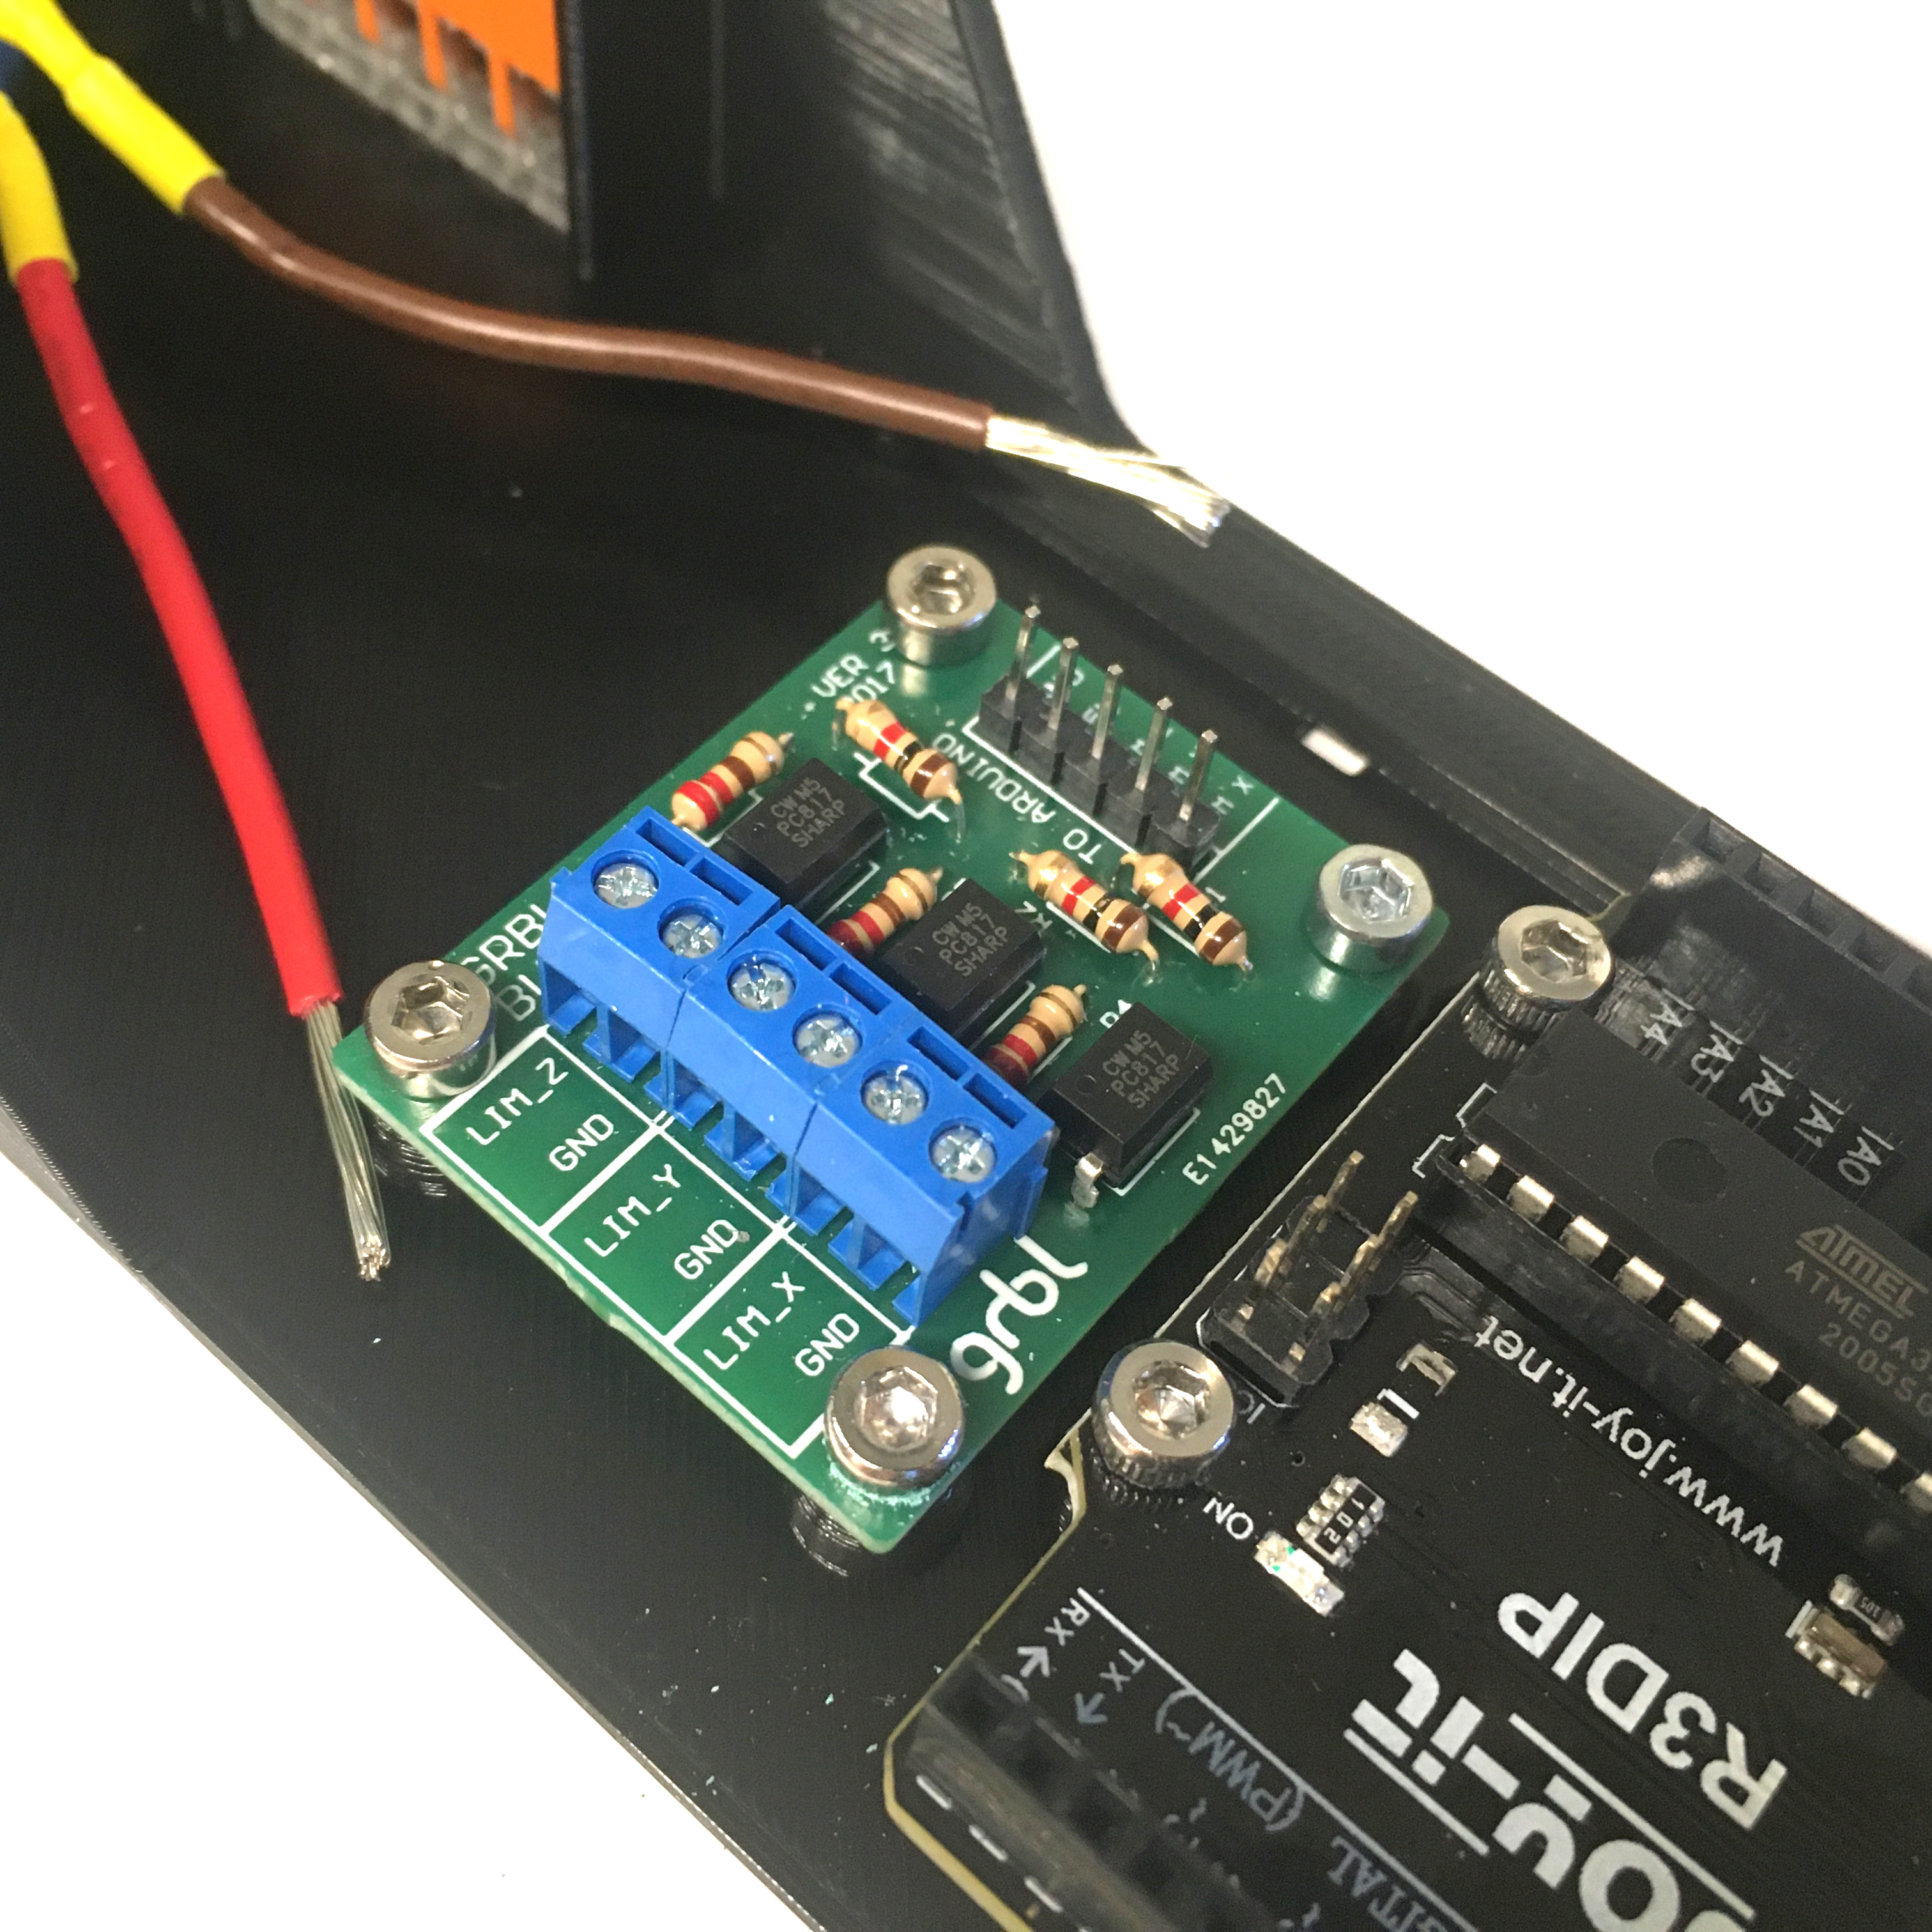 VER 3
2017
TO ARDUINO
X
CW M5
PC817
SHARP
CW M5
PC817
SHARP
CW M5
PC817
SHARP
GRBL
LIM_Z
GND
LIM_Y
GND
LIM_X
GND
grbl
E1429827
A4
A3
A2
A1
A0
ATMEL
www.joy-it.net
ON
201
RX
TX
(PWM~)
R3DIP